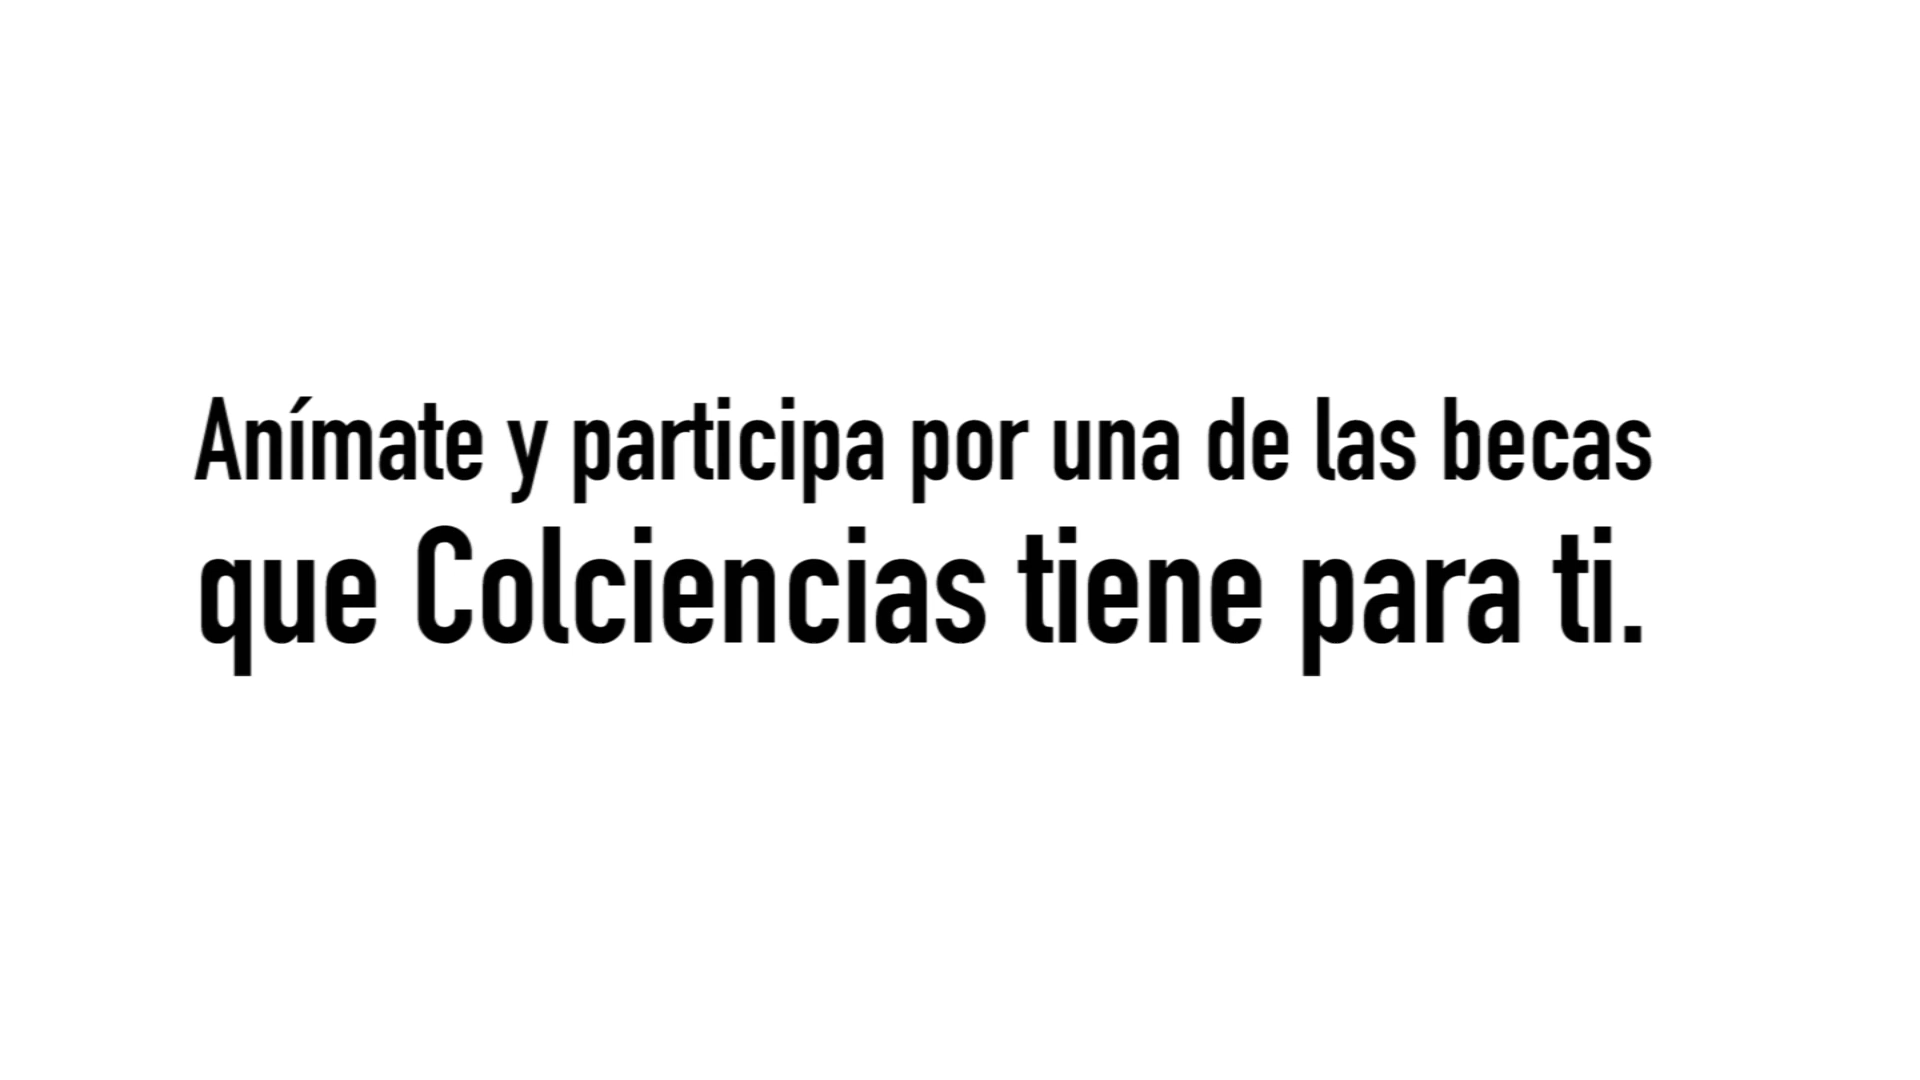 Anímate y participa por una de las becas
que Colciencias tiene para ti.